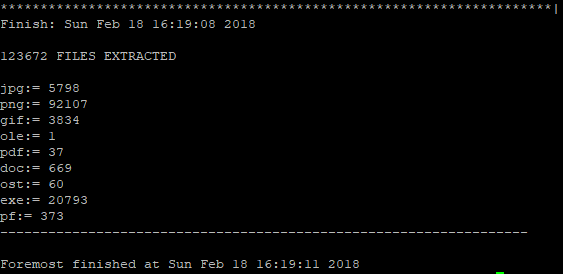 *********************************************************************|
Finish: Sun Feb 18 16:19:08 2018
123672 FILES EXTRACTED
jpg:= 5798
png:= 92107
gif:= 3834
ole:= 1
pdf:= 37
doc:= 669
ost:= 60
exe:= 20793
pf:= 373
------------------------------------------------------------------
Foremost finished at Sun Feb 18 16:19:11 2018